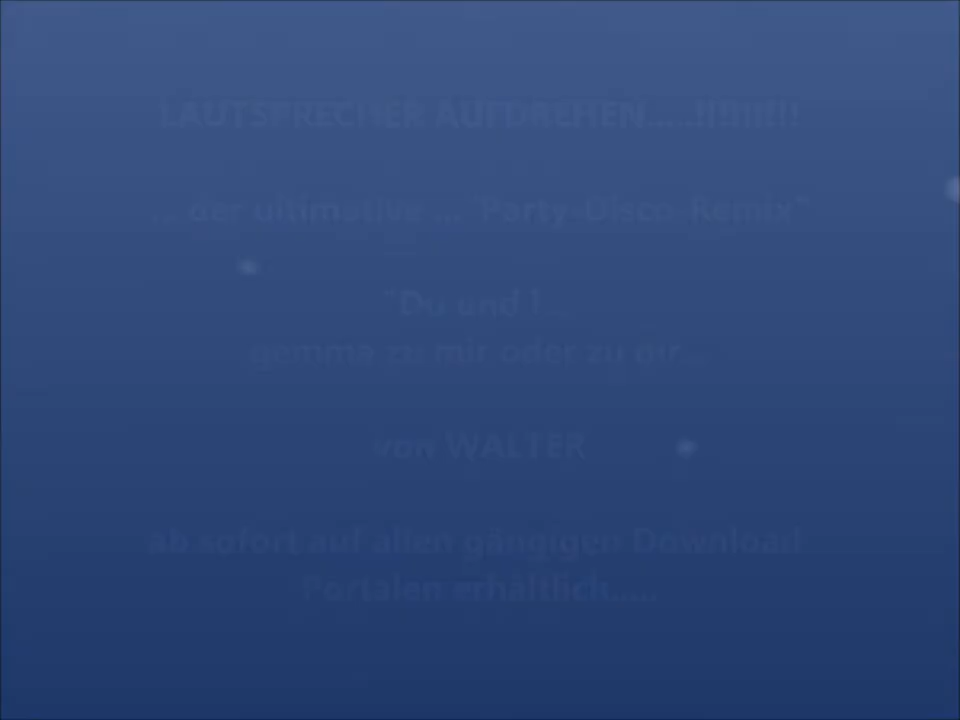 LAUTSPRECHER AUFDREHEN.....!!!!!!!!!
... der ultimative ... "Party-Disco-Remix"
"Du und I...
gemma zu mir oder zu dir...
von WALTER
ab sofort auf allen gängigen Download
Portalen erhältlich.....